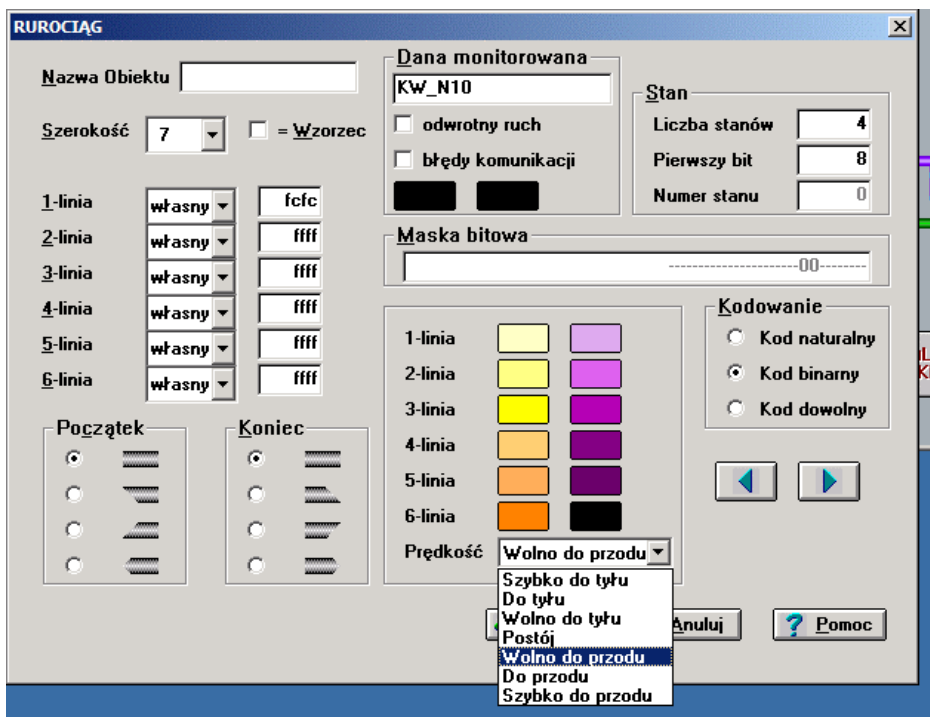 RUROCIĄG
Nazwa Obiektu
Szerokość 7 = Wzorzec
1-linia własny fcfc
2-linia własny ffff
3-linia własny ffff
4-linia własny ffff
5-linia własny ffff
6-linia własny ffff
Początek
Koniec
Dana monitorowana
KW_N10
odwrotny ruch
błędy komunikacji
Stan
Liczba stanów 4
Pierwszy bit 8
Numer stanu 0
Maska bitowa
----------------------00--------
1-linia
2-linia
3-linia
4-linia
5-linia
6-linia
Prędkość Wolno do przodu
Szybko do tyłu
Do tyłu
Wolno do tyłu
Postój
Wolno do przodu
Do przodu
Szybko do przodu
Kodowanie
Kod naturalny
Kod binarny
Kod dowolny
Anuluj
? Pomoc